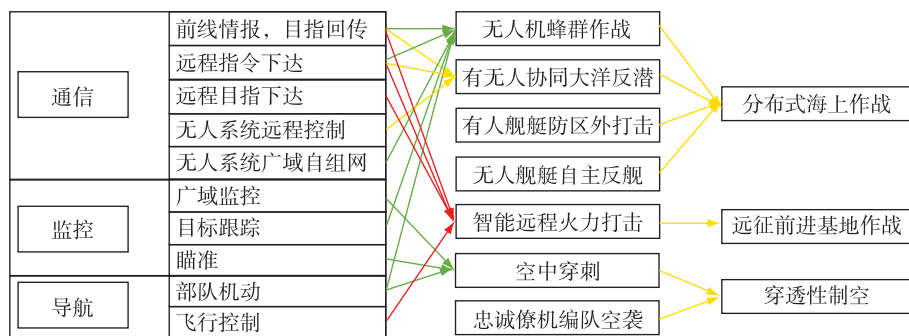 通信
前线情报，目指回传
远程指令下达
远程目指下达
无人系统远程控制
无人系统广域自组网
监控
广域监控
目标跟踪
瞄准
导航
部队机动
飞行控制
无人机蜂群作战
有无人协同大洋反潜
有人舰艇防区外打击
无人舰艇自主反舰
智能远程火力打击
空中穿刺
忠诚僚机编队空袭
分布式海上作战
远征前进基地作战
穿透性制空